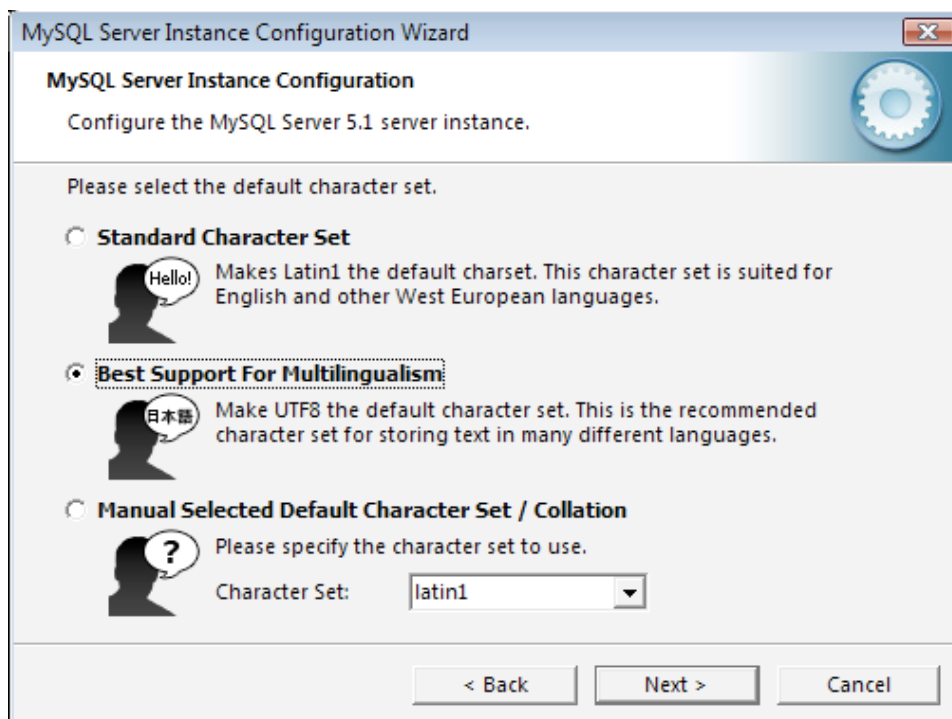 MySQL Server Instance Configuration Wizard
MySQL Server Instance Configuration
Configure the MySQL Server 5.1 server instance.
Please select the default character set.
Standard Character Set
Hello!
Makes Latin1 the default charset. This character set is suited for
English and other West European languages.
Best Support For Multilingualism
日本語
Make UTF8 the default character set. This is the recommended
character set for storing text in many different languages.
Manual Selected Default Character Set / Collation
?
Please specify the character set to use.
Character Set: latin1
< Back Next > Cancel